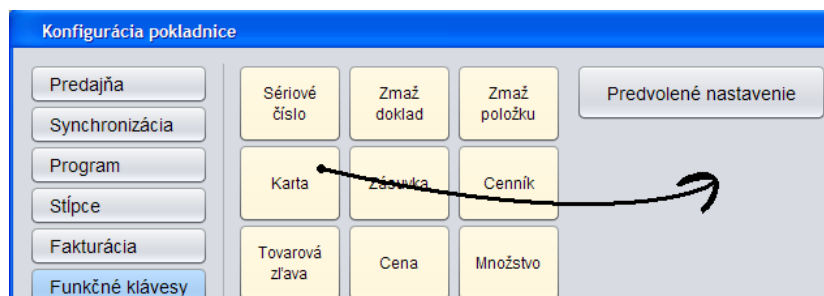 Konfigurácia pokladnice
Predajňa
Synchronizácia
Program
Stĺpce
Fakturácia
Funkčné klávesy
Sériové
číslo
Zmaž
doklad
Zmaž
položku
Predvolené nastavenie
Karta
Zásuvka
Cenník
Tovarová
zľava
Cena
Množstvo